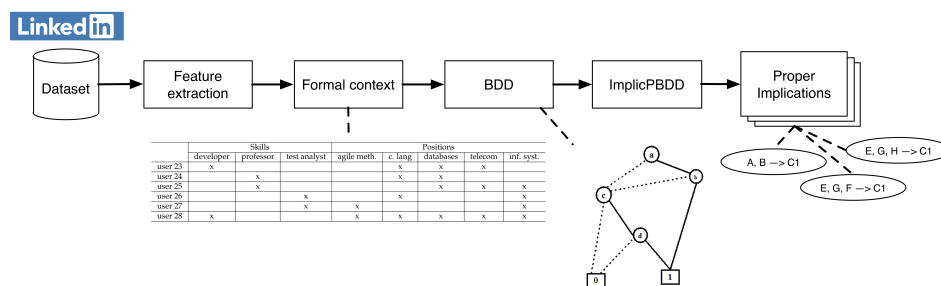 Linked in
Dataset
Feature
extraction
Formal context
BDD
ImplicPBDD
Proper
Implications
Skills Positions
developer professor test analyst agile meth. c. lang databases telecom inf. syst.
user 23 x x x x
user 24 x x x
user 25 x x x x
user 26 x x x
user 27 x x x
user 28 x x x x x x
A, B —> C1
E, G, H —> C1
E, G, F —> C1
a
b
c
d
0
1